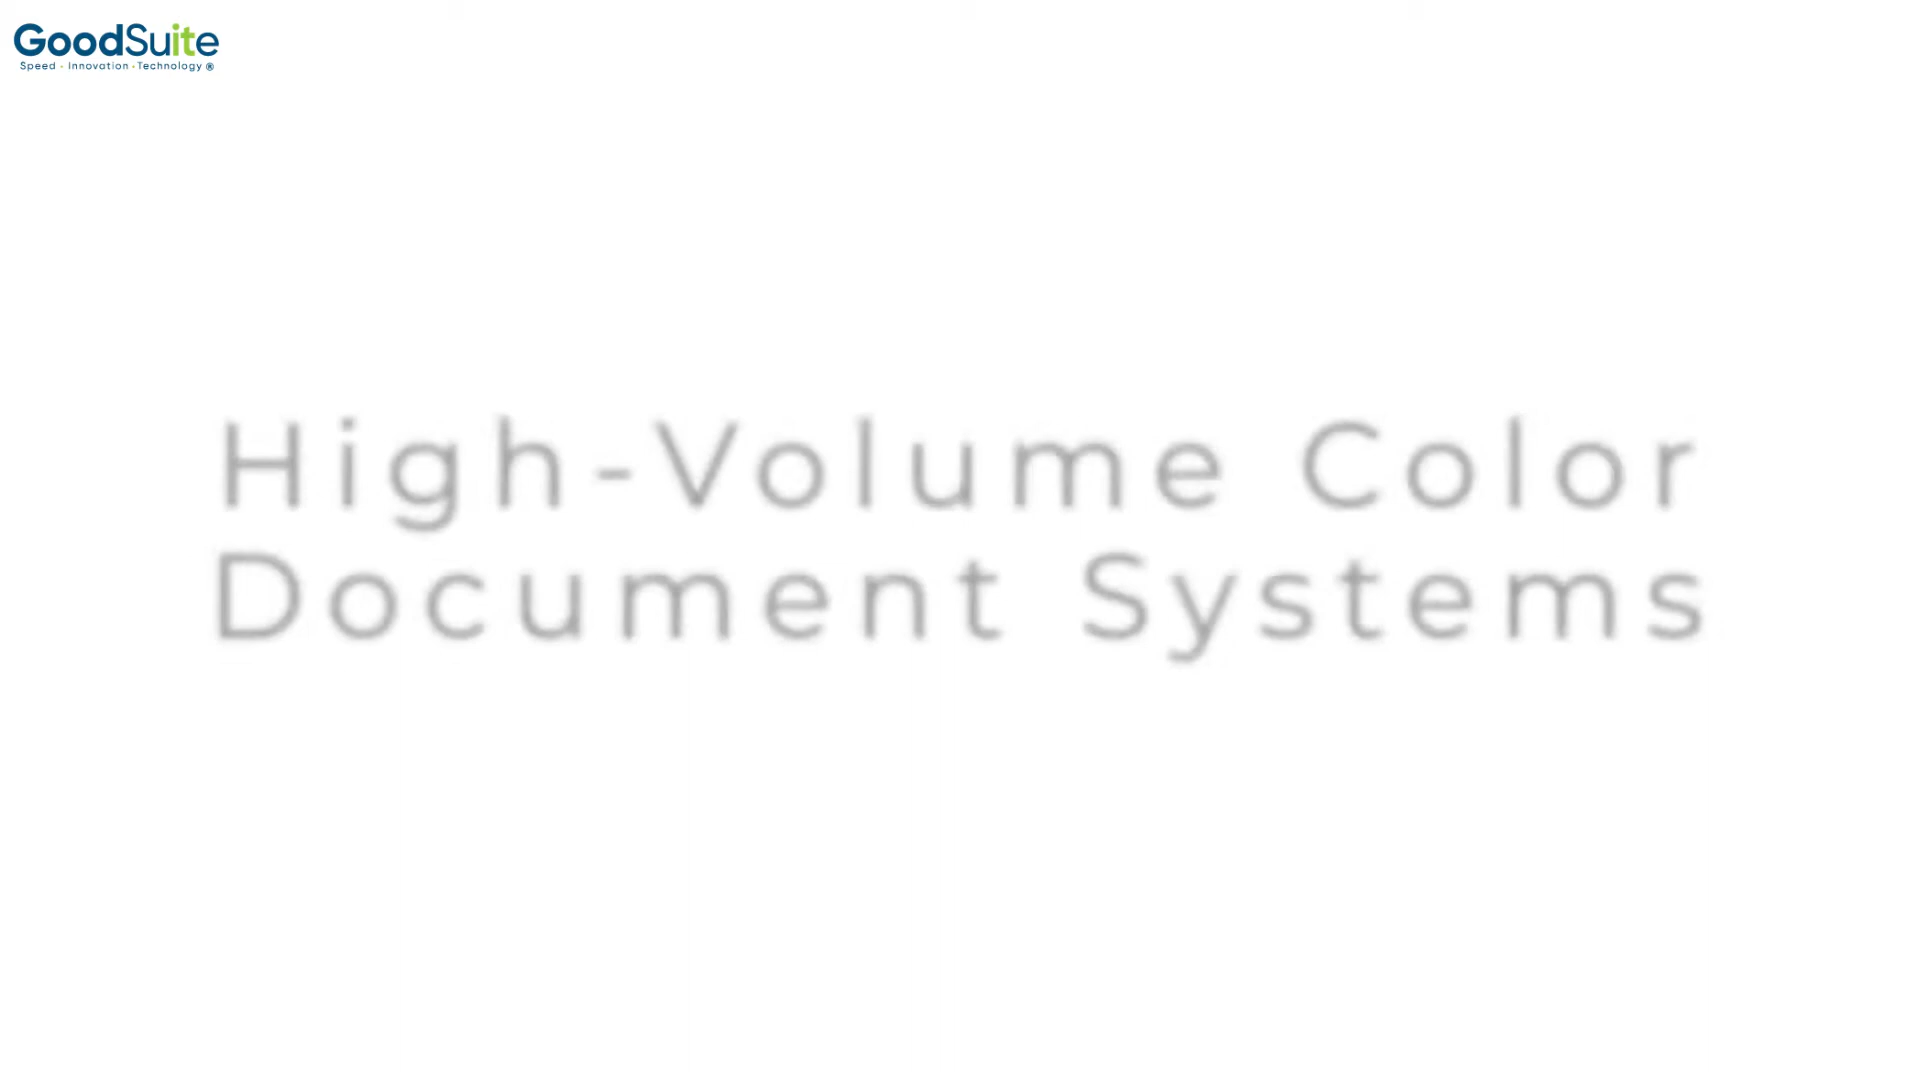 GoodSuite
Speed · Innovation · Technology ®
High-Volume Color
Document Systems